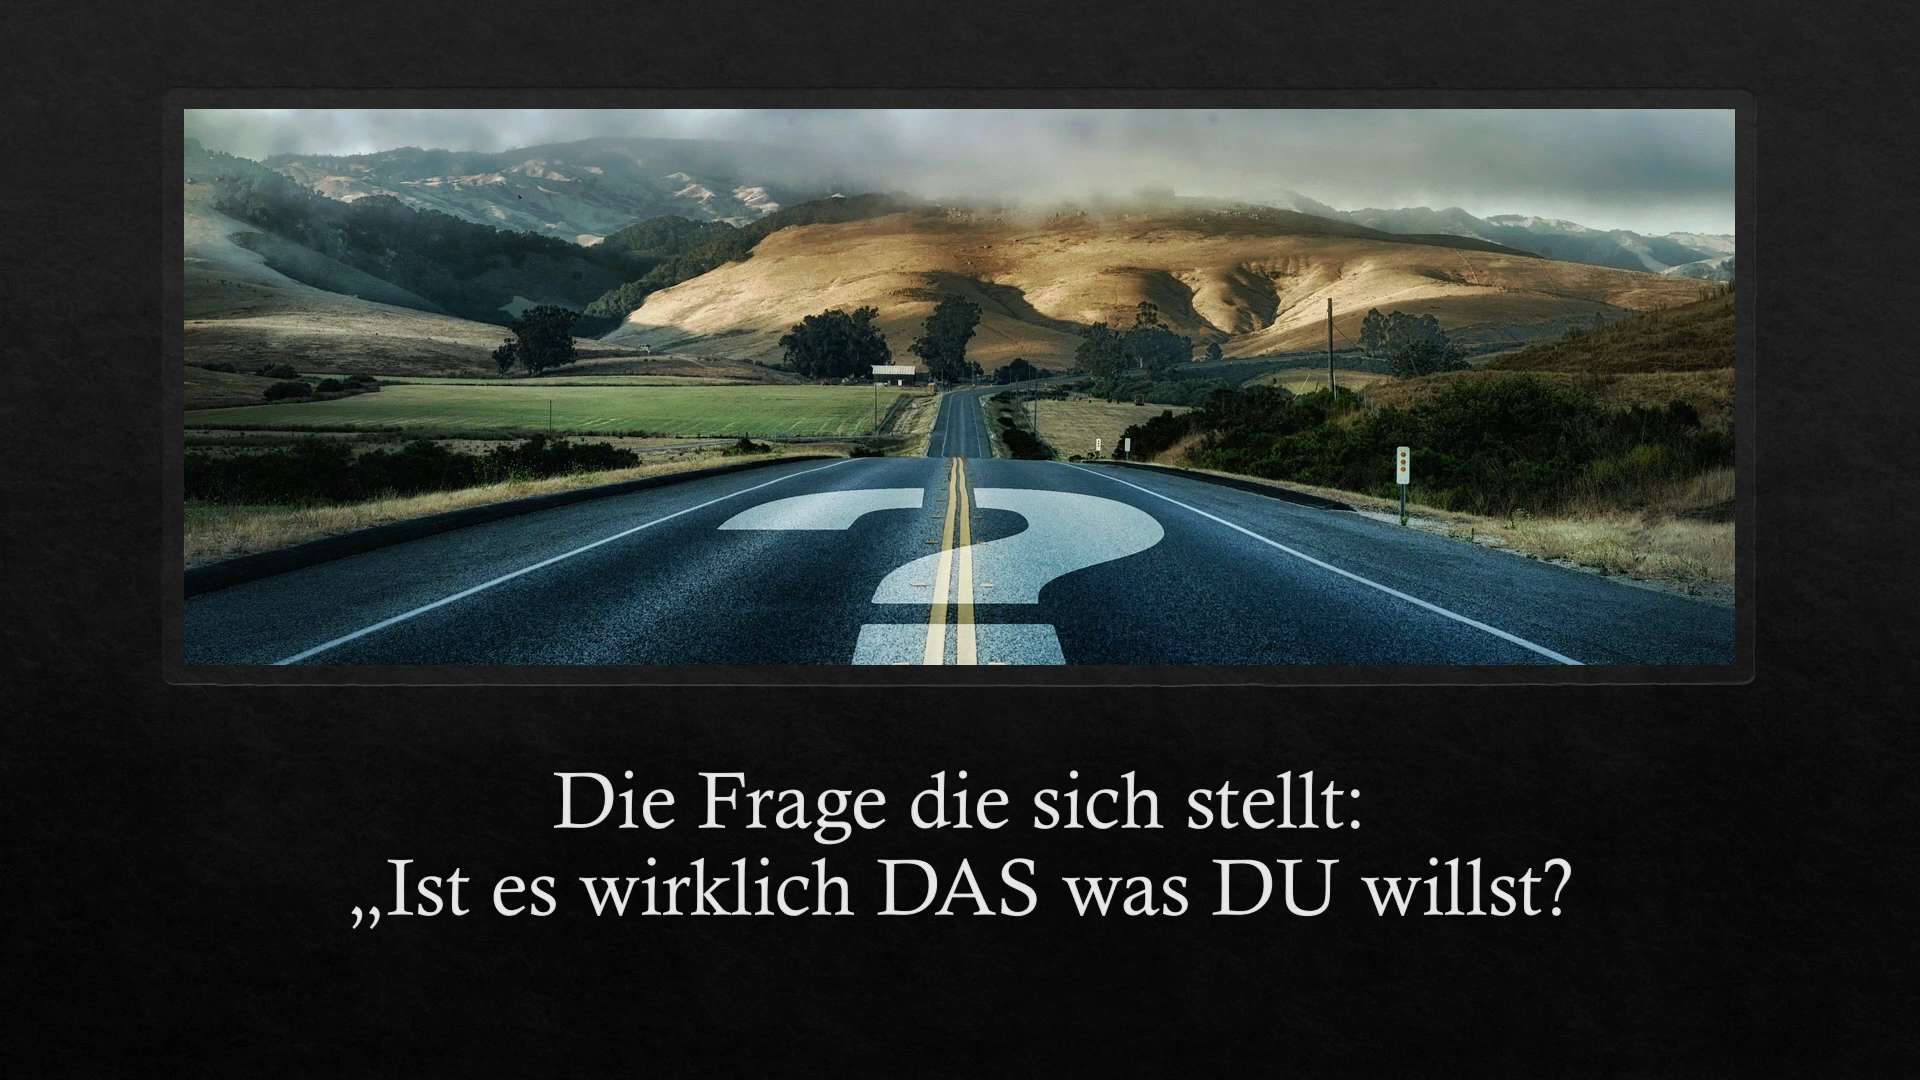 Die Frage die sich stellt:
,,Ist es wirklich DAS was DU willst?